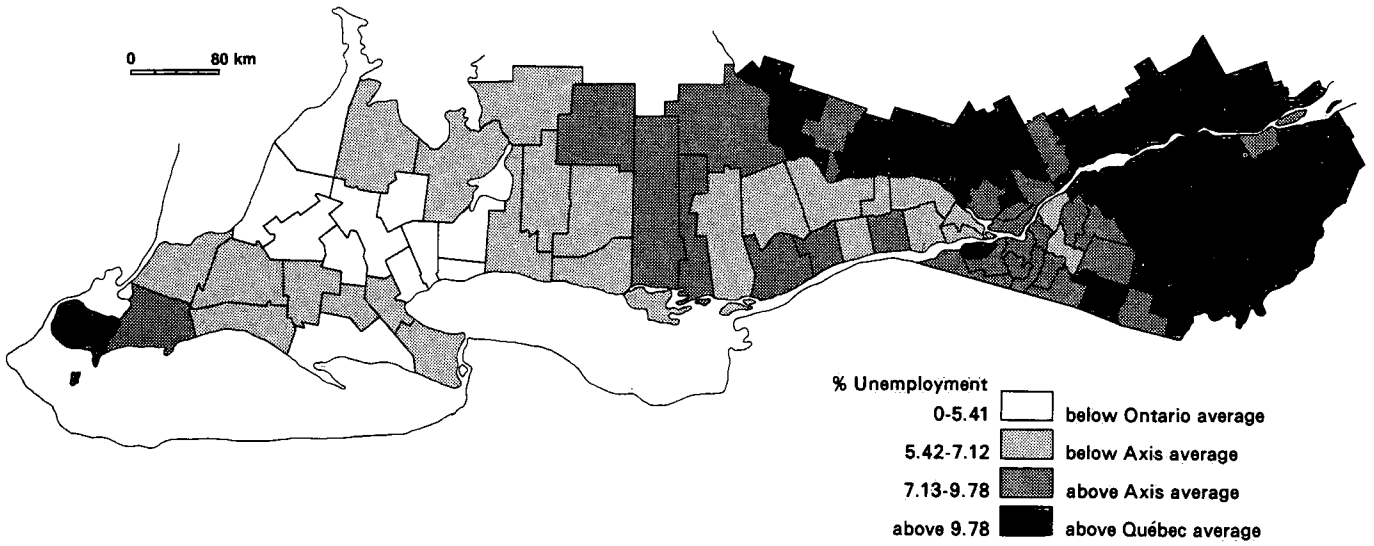 0 80 km
% Unemployment
0-5.41 below Ontario average
5.42-7.12 below Axis average
7.13-9.78 above Axis average
above 9.78 above Québec average